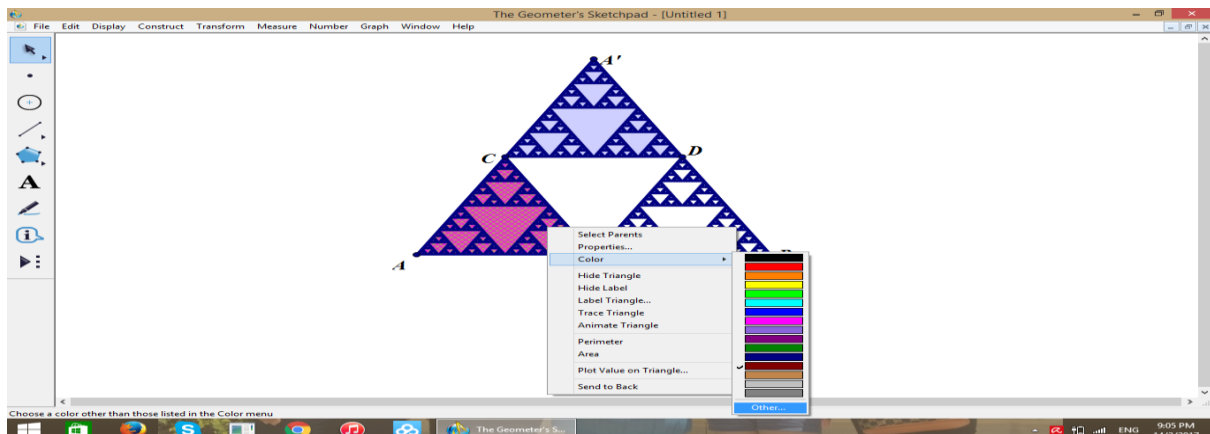 The Geometer's Sketchpad - [Untitled 1]
File Edit Display Construct Transform Measure Number Graph Window Help
A'
C
D
A
Select Parents
Properties...
Color
Hide Triangle
Hide Label
Label Triangle...
Trace Triangle
Animate Triangle
Perimeter
Area
Plot Value on Triangle...
Send to Back
Other...
Choose a color other than those listed in the Color menu
The Geometer's S...
ENG
9:05 PM